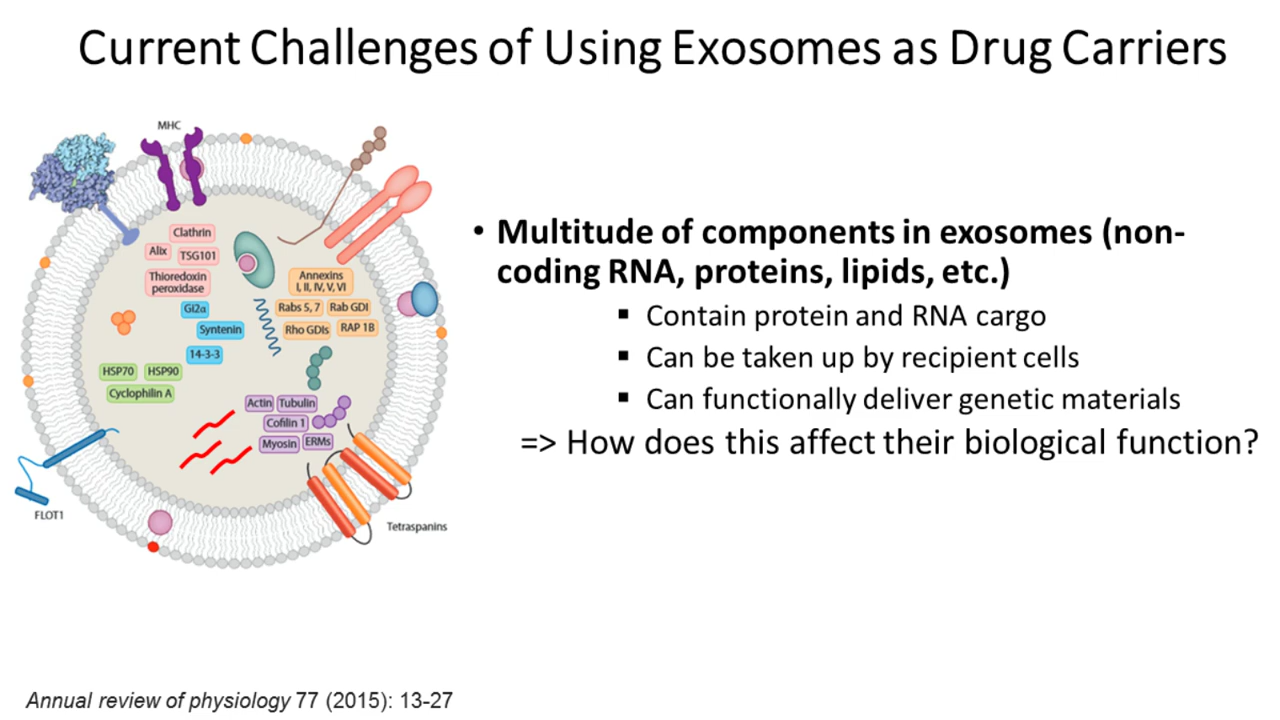 Current Challenges of Using Exosomes as Drug Carriers
MHC
Clathrin
Alix
TSG101
Thioredoxin
peroxidase
Gl2α
Syntenin
14-3-3
HSP70
HSP90
Cyclophilin A
Annexins
I, II, IV, V, VI
Rabs 5, 7
Rab GDI
Rho GDIs
RAP 1B
Actin
Tubulin
Cofilin 1
Myosin
ERMs
FLOT1
Tetraspanins
• Multitude of components in exosomes (non-
coding RNA, proteins, lipids, etc.)
▪ Contain protein and RNA cargo
▪ Can be taken up by recipient cells
▪ Can functionally deliver genetic materials
=> How does this affect their biological function?
Annual review of physiology 77 (2015): 13-27